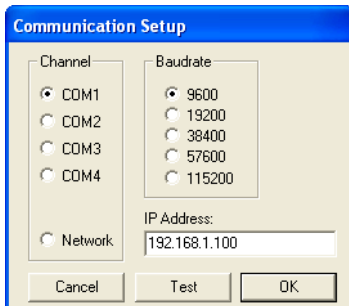 Communication Setup
Channel
COM1
COM2
COM3
COM4
Network
Baudrate
9600
19200
38400
57600
115200
IP Address:
192.168.1.100
Cancel
Test
OK